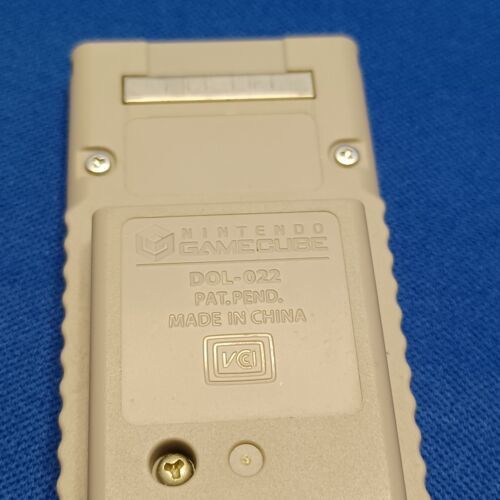 NINTENDO
GAMECUBE
DOL-022
PAT.PEND.
MADE IN CHINA
VCI